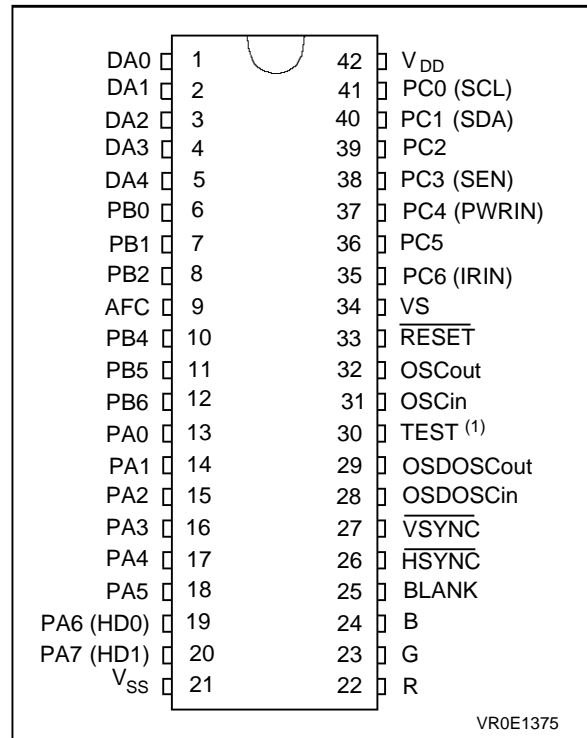 DA0 1 42 VDD
DA1 2 41 PC0 (SCL)
DA2 3 40 PC1 (SDA)
DA3 4 39 PC2
DA4 5 38 PC3 (SEN)
PB0 6 37 PC4 (PWRIN)
PB1 7 36 PC5
PB2 8 35 PC6 (IRIN)
AFC 9 34 VS
PB4 10 33 RESET
PB5 11 32 OSCout
PB6 12 31 OSCin
PA0 13 30 TEST (1)
PA1 14 29 OSDOSCout
PA2 15 28 OSDOSCin
PA3 16 27 VSYNC
PA4 17 26 HSYNC
PA5 18 25 BLANK
PA6 (HD0) 19 24 B
PA7 (HD1) 20 23 G
VSS 21 22 R
VR0E1375